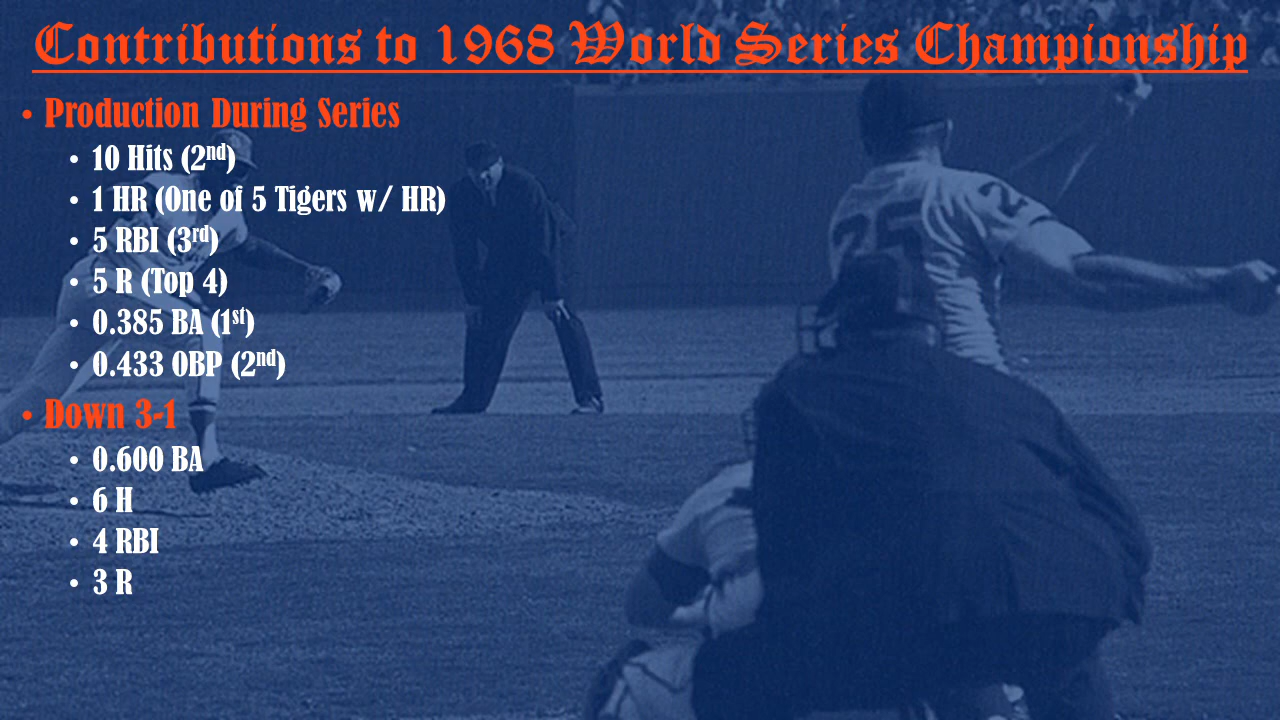 Contributions to 1968 World Series Championship
• Production During Series
• 10 Hits (2nd)
• 1 HR (One of 5 Tigers w/ HR)
• 5 RBI (3rd)
• 5 R (Top 4)
• 0.385 BA (1st)
• 0.433 OBP (2nd)
• Down 3-1
• 0.600 BA
• 6 H
• 4 RBI
• 3 R
25
2